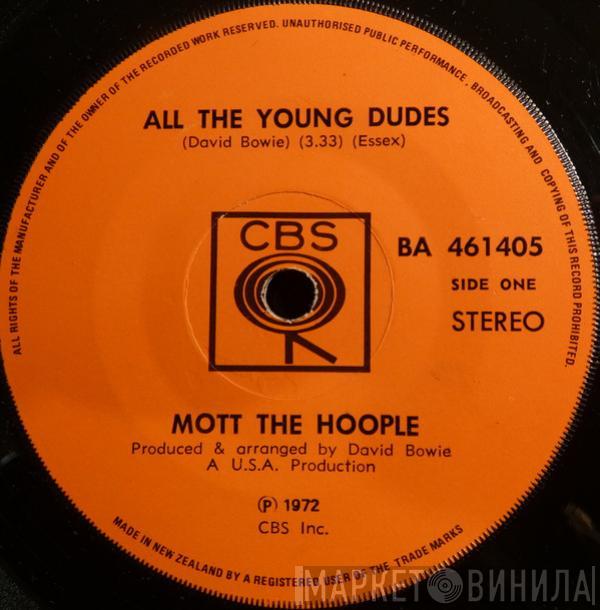 ALL RIGHTS OF THE MANUFACTURER AND OF THE OWNER OF THE RECORDED WORK RESERVED. UNAUTHORISED PUBLIC PERFORMANCE · BROADCASTING AND COPYING OF THIS RECORD PROHIBITED.
ALL THE YOUNG DUDES
(David Bowie) (3.33) (Essex)
CBS
BA 461405
SIDE ONE
STEREO
MOTT THE HOOPLE
Produced & arranged by David Bowie
A U.S.A. Production
Ⓟ 1972
CBS Inc.
MADE IN NEW ZEALAND BY A REGISTERED USER OF THE TRADE MARKS
МАРКЕТ ВИНИЛА